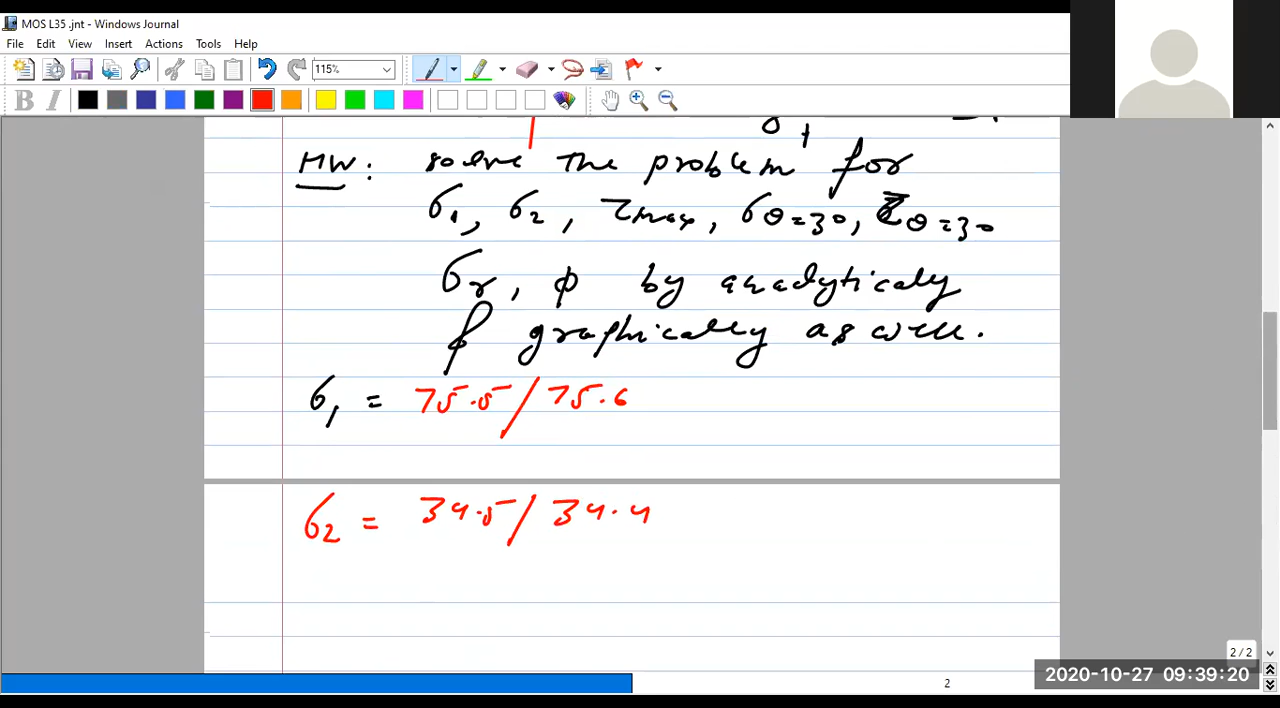 MOS L35 .jnt - Windows Journal
File Edit View Insert Actions Tools Help
115%
B I
HW: solve the problem for
σ1, σ2, τmax, σθ=30, τθ=30
σr, φ by analytically
& graphically as well.
σ1 = 75.5/75.6
σ2 = 34.5/34.4
2/2
2020-10-27 09:39:20
2